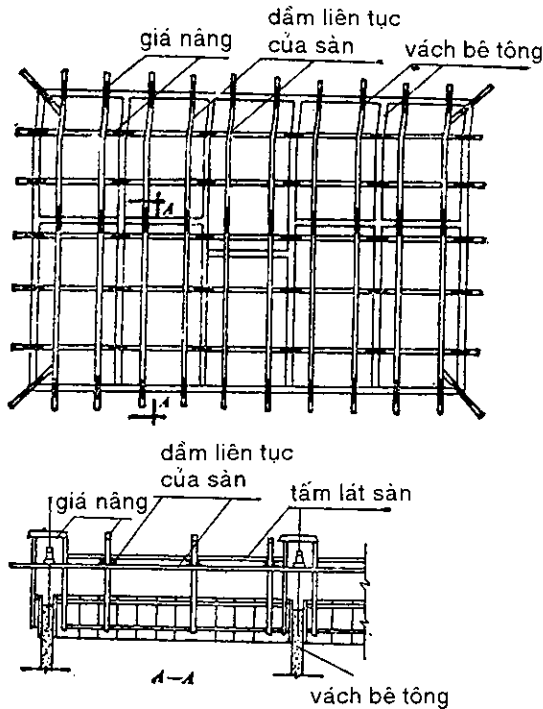 giá nâng
dầm liên tục
của sàn
vách bê tông
A
A
dầm liên tục
của sàn
giá nâng
tấm lát sàn
A-A
vách bê tông